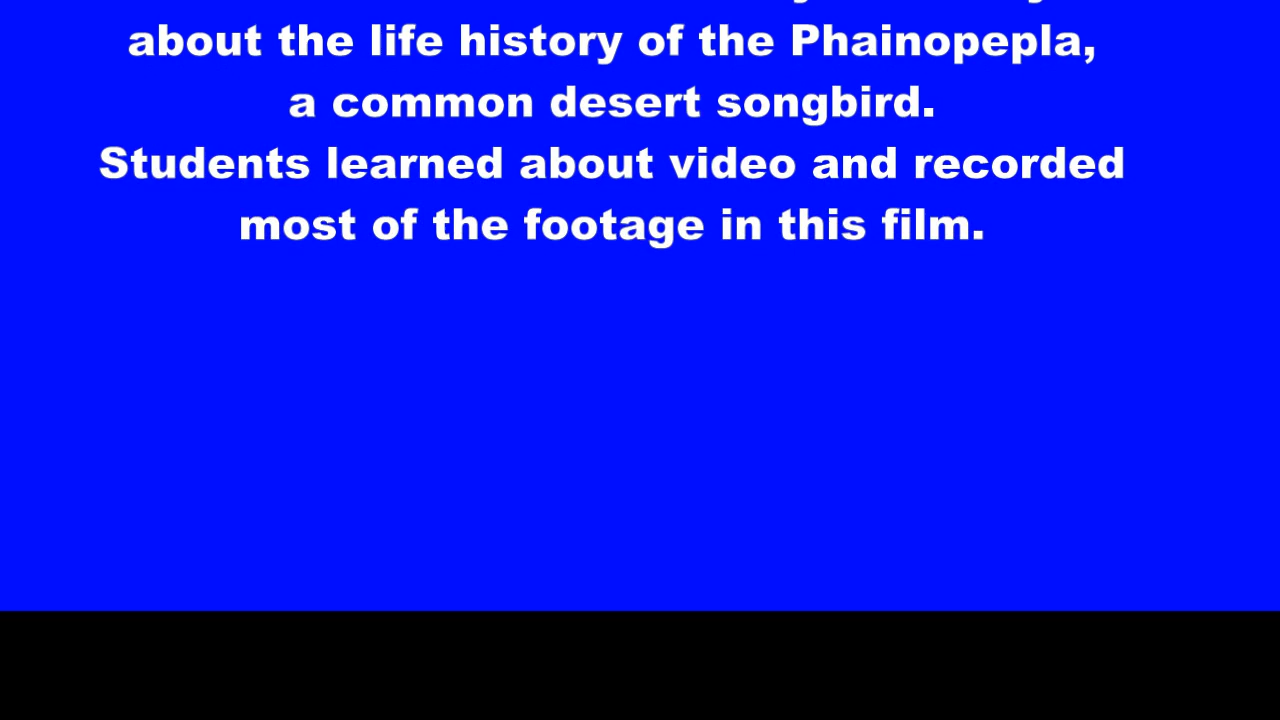 about the life history of the Phainopepla,
a common desert songbird.
Students learned about video and recorded
most of the footage in this film.